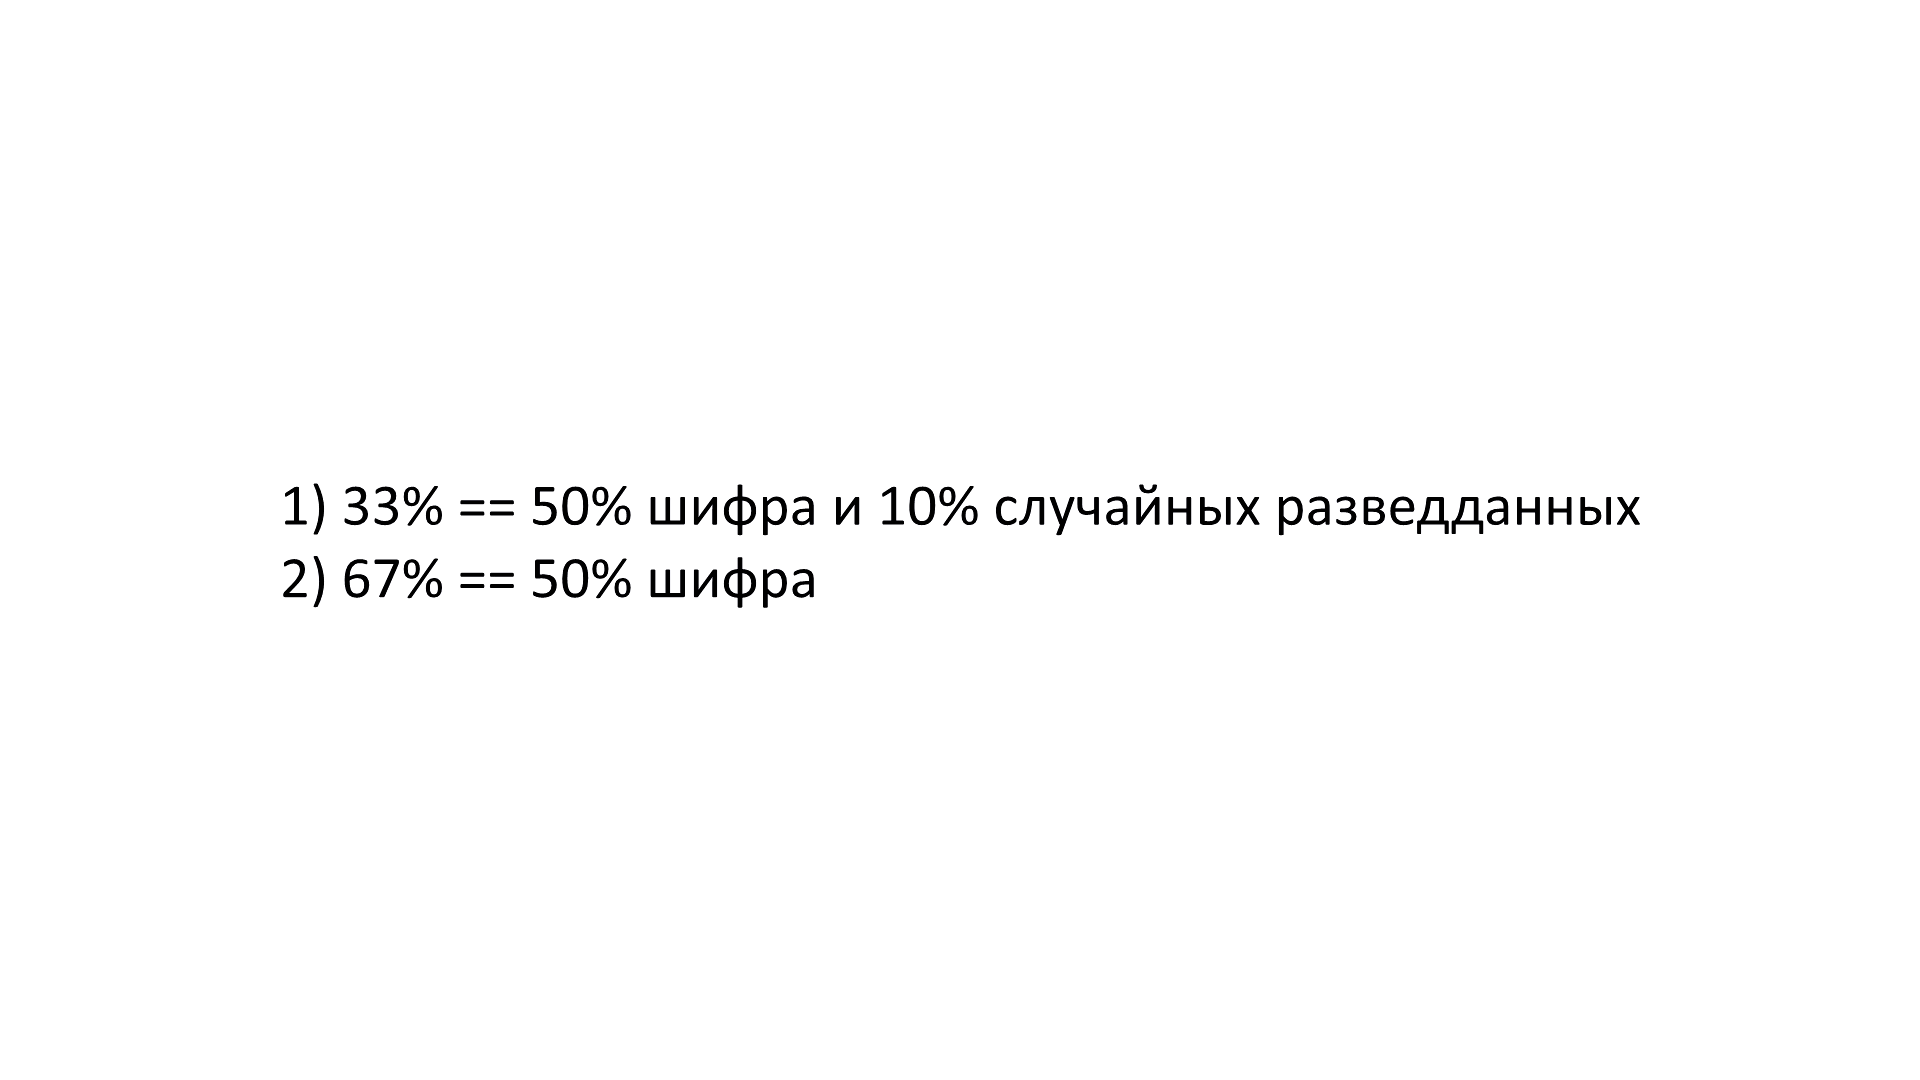 1) 33% == 50% шифра и 10% случайных разведданных
2) 67% == 50% шифра